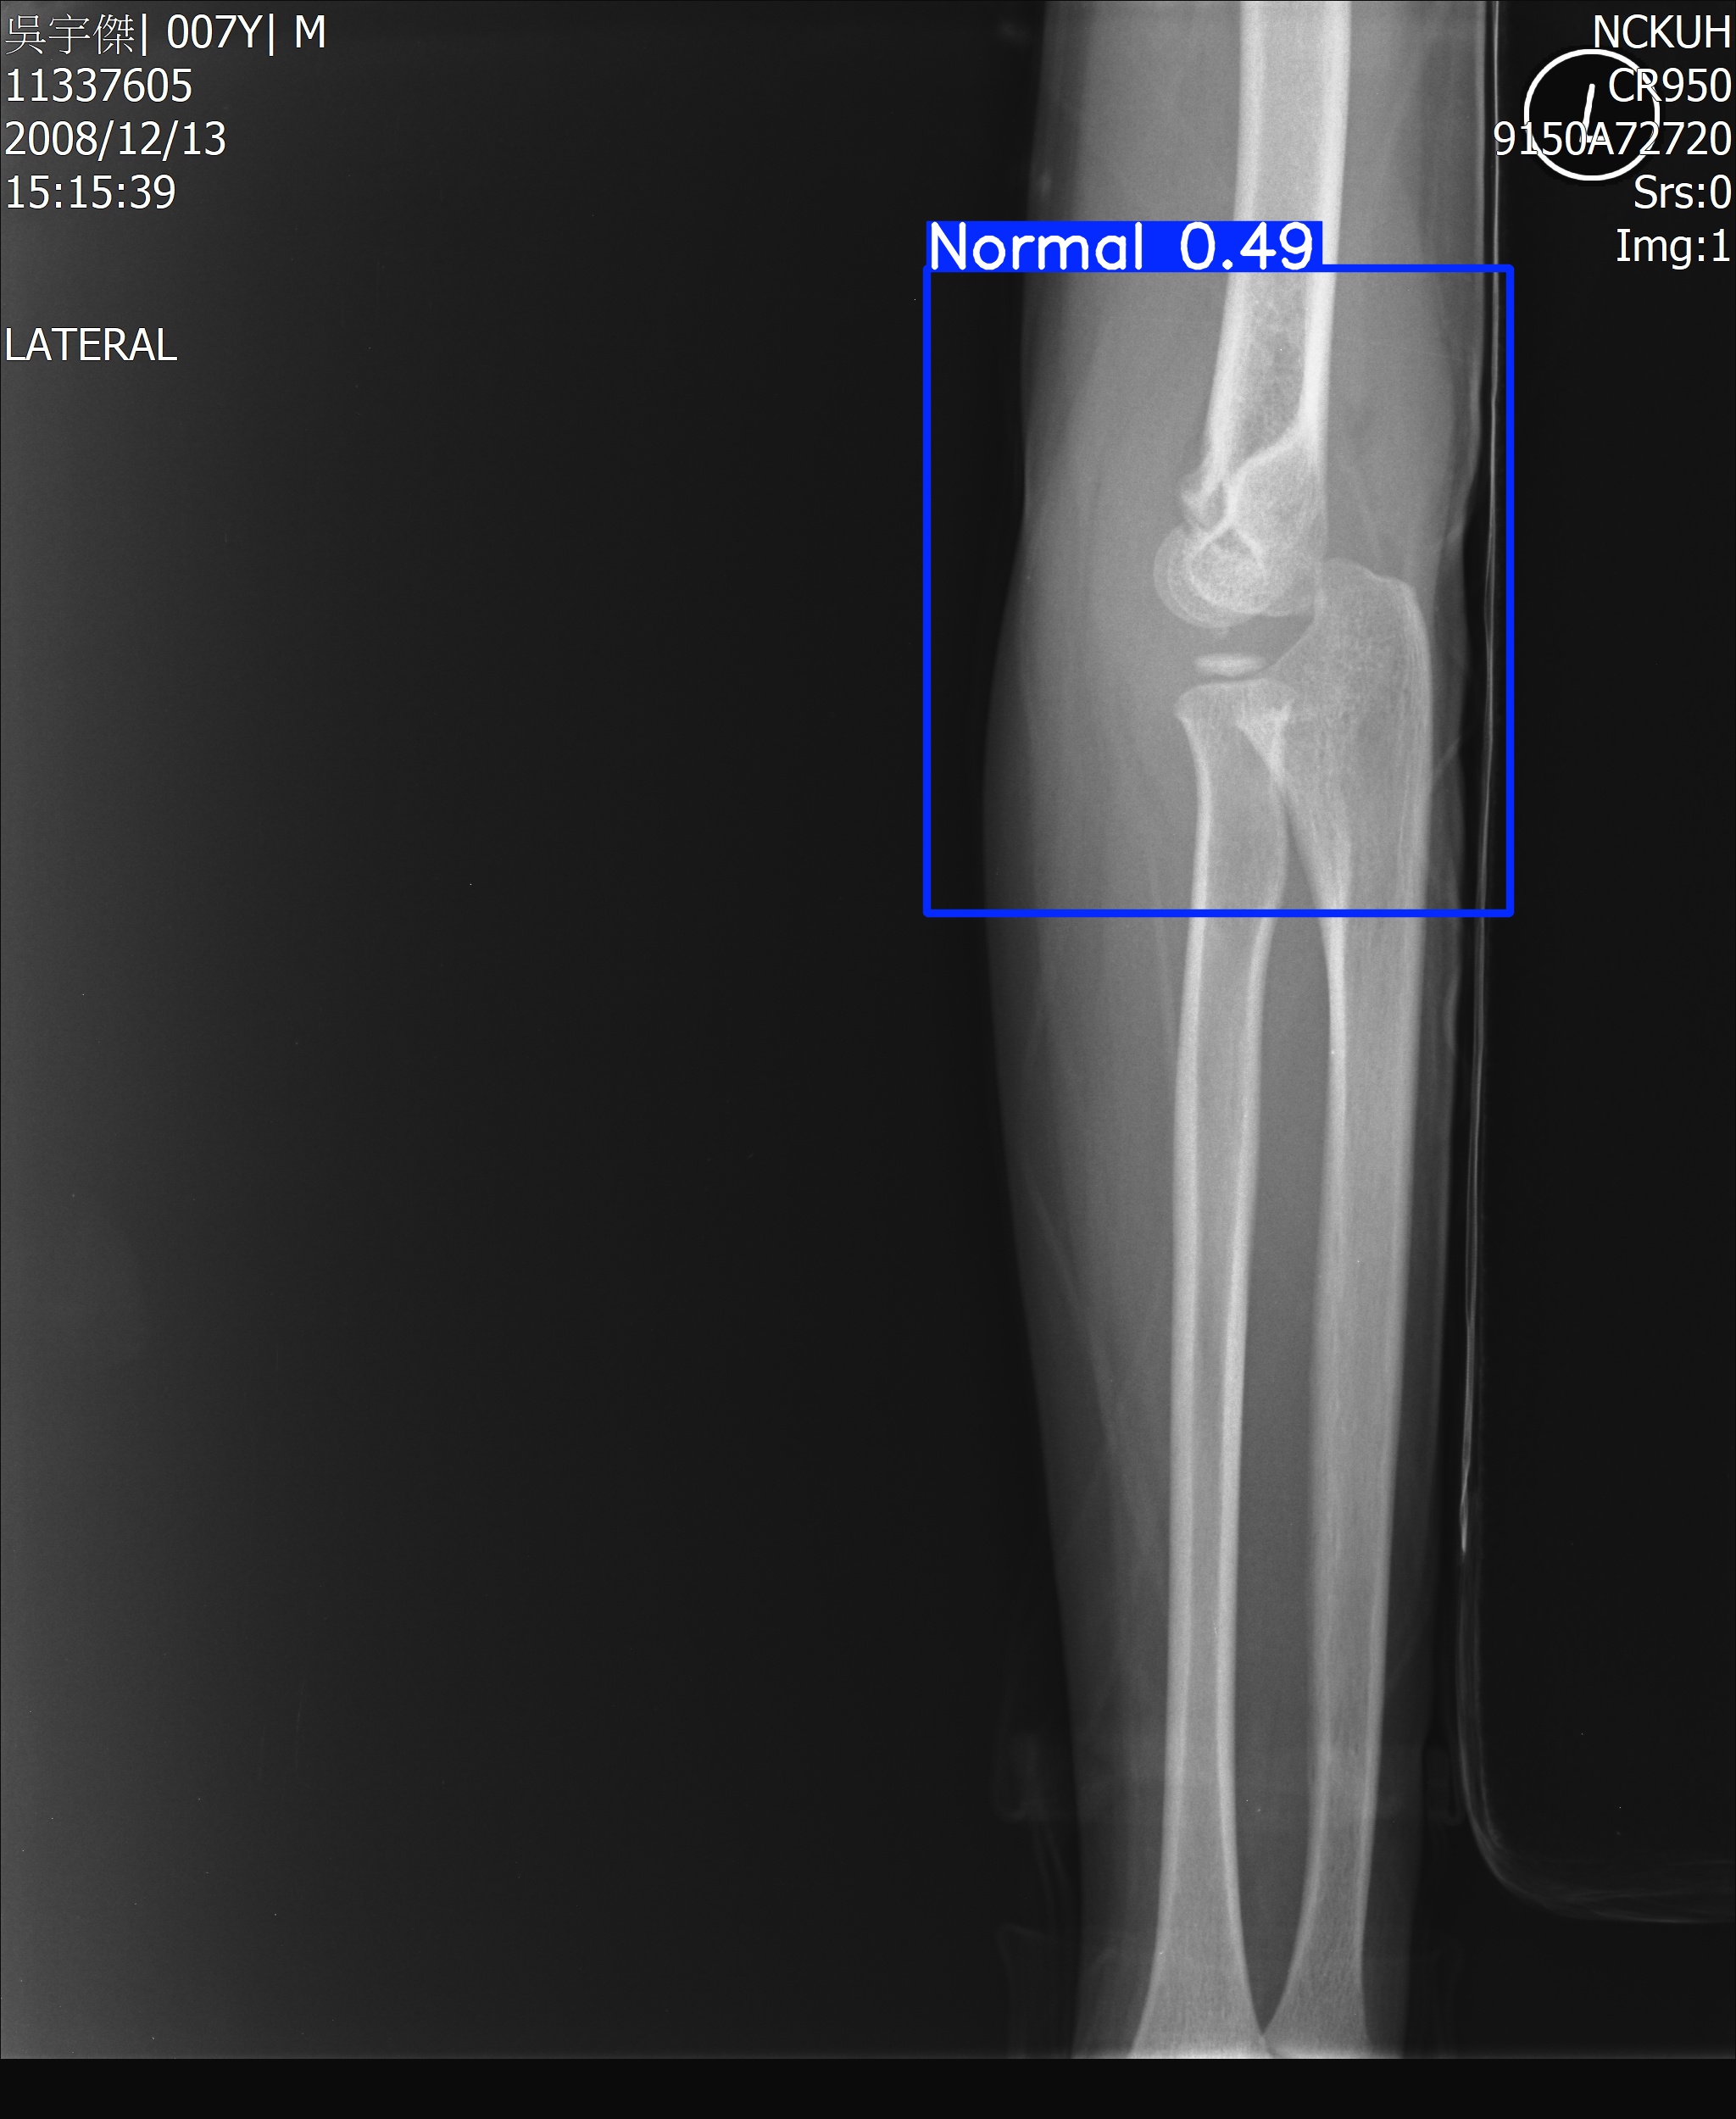 吳宇傑| 007Y| M
11337605
2008/12/13
15:15:39
LATERAL
NCKUH
CR950
9150A72720
Srs:0
Img:1
L
Normal 0.49